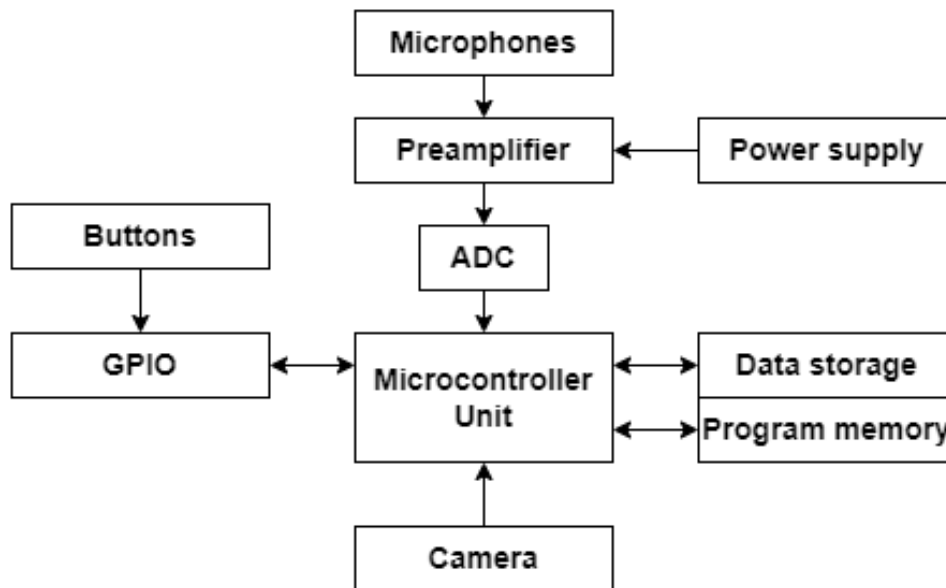 Microphones
Preamplifier
Power supply
Buttons
ADC
GPIO
Microcontroller
Unit
Data storage
Program memory
Camera